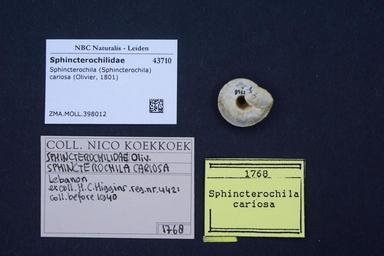 NBC Naturalis - Leiden
Sphincterochilidae 43710
Sphincterochila (Sphincterochila)
cariosa (Olivier, 1801)
ZMA.MOLL.398012
COLL. NICO KOEKKOEK
SPHINCTEROCHILIDAE Oliv.
SPHINCTEROCHILA CARIOSA
Lebanon
ex coll. H.C. Higgins. reg.nr. 4421
coll. before 1940
1768
1768
Sphincterochila
cariosa